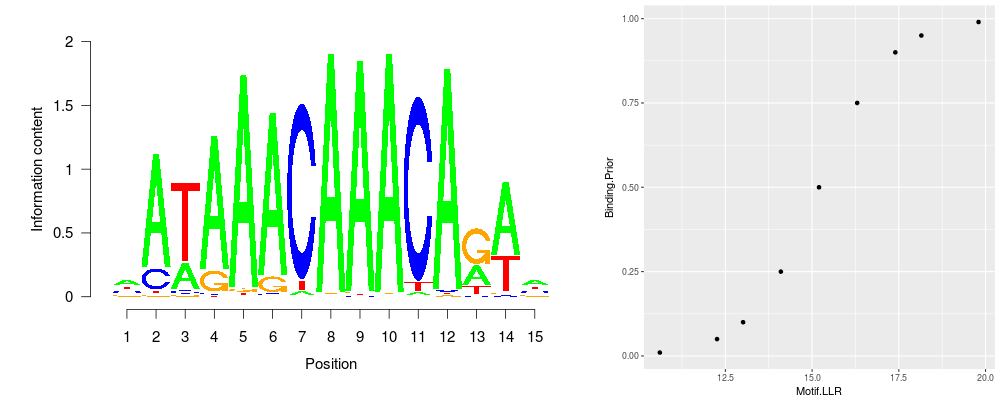 2
1.5
1
0.5
0
Information content
A C A T A G A A G C A A A C A G A T A
1 2 3 4 5 6 7 8 9 10 11 12 13 14 15
Position
1.00
0.75
0.50
0.25
0.00
Binding.Prior
12.5 15.0 17.5 20.0
Motif.LLR